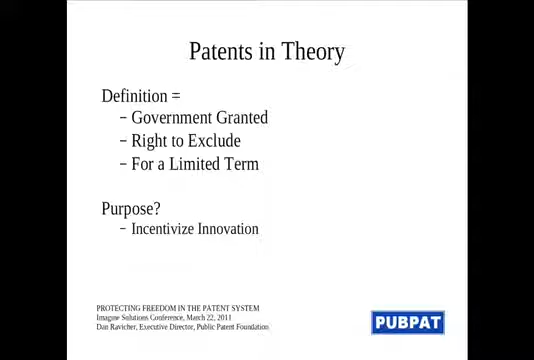 Patents in Theory
Definition =
– Government Granted
– Right to Exclude
– For a Limited Term
Purpose?
– Incentivize Innovation
PROTECTING FREEDOM IN THE PATENT SYSTEM
Imagine Solutions Conference, March 22, 2011
Dan Ravicher, Executive Director, Public Patent Foundation
PUBPAT